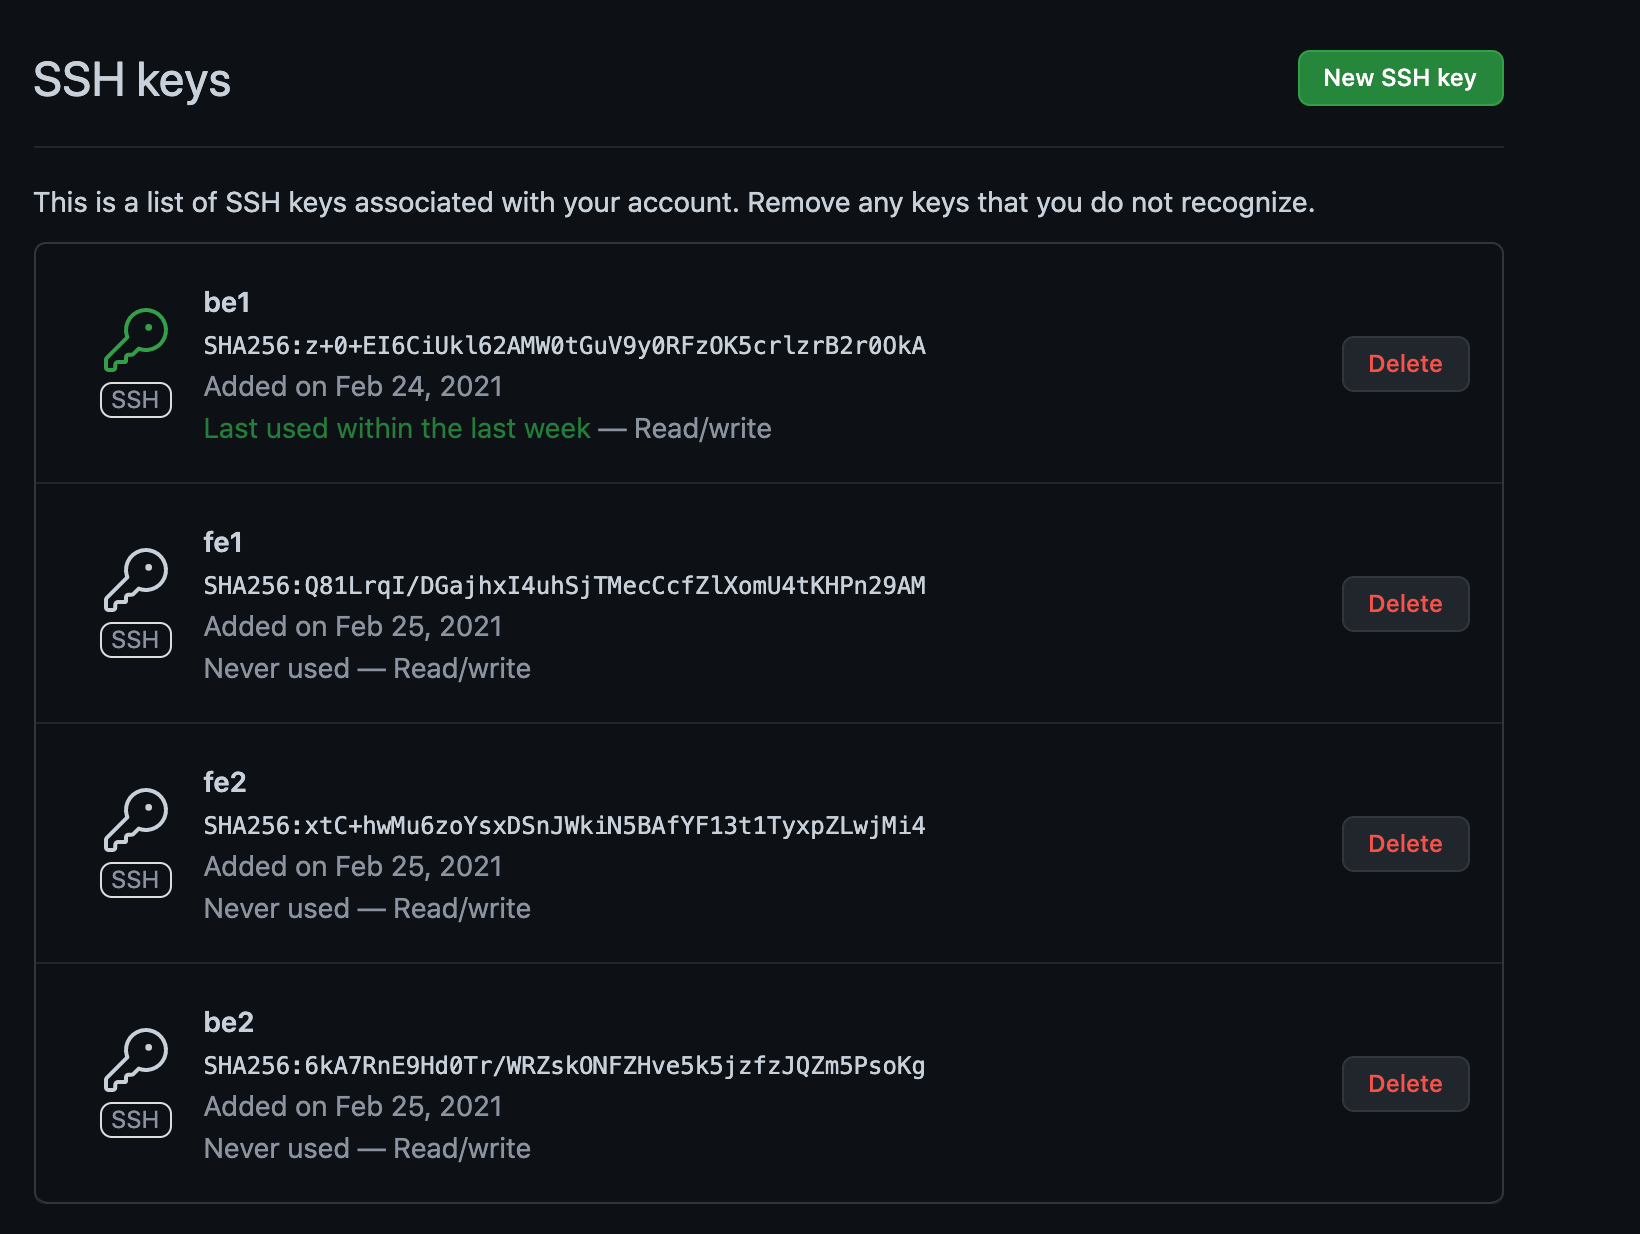 SSH keys
New SSH key
This is a list of SSH keys associated with your account. Remove any keys that you do not recognize.
be1
SHA256:z+0+EI6CiUkl62AMW0tGuV9y0RFzOK5crlzrB2r0OkA
Added on Feb 24, 2021
Last used within the last week — Read/write
SSH
Delete
fe1
SHA256:Q81LrqI/DGajhxI4uhSjTMecCcfZlXomU4tKHPn29AM
Added on Feb 25, 2021
Never used — Read/write
SSH
Delete
fe2
SHA256:xtC+hwMu6zoYsxDSnJWkiN5BAfYF13t1TyxpZLwjMi4
Added on Feb 25, 2021
Never used — Read/write
SSH
Delete
be2
SHA256:6kA7RnE9Hd0Tr/WRZskONFZHve5k5jzfzJQZm5PsoKg
Added on Feb 25, 2021
Never used — Read/write
SSH
Delete